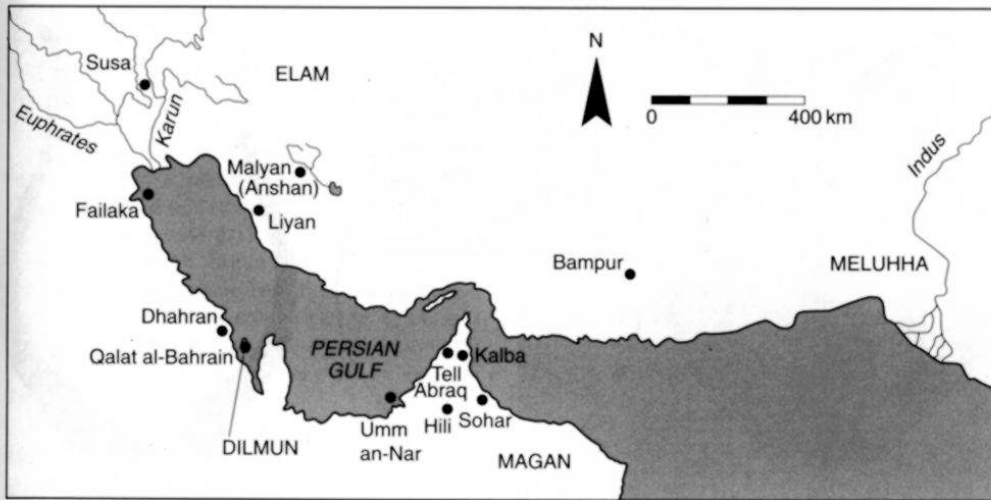 Susa
ELAM
N
0 400 km
Euphrates
Karun
Indus
Malyan
(Anshan)
Failaka
Liyan
Bampur
MELUHHA
Dhahran
Qalat al-Bahrain
PERSIAN
GULF
Kalba
Tell
Abraq
Umm
an-Nar
Hili
Sohar
DILMUN
MAGAN